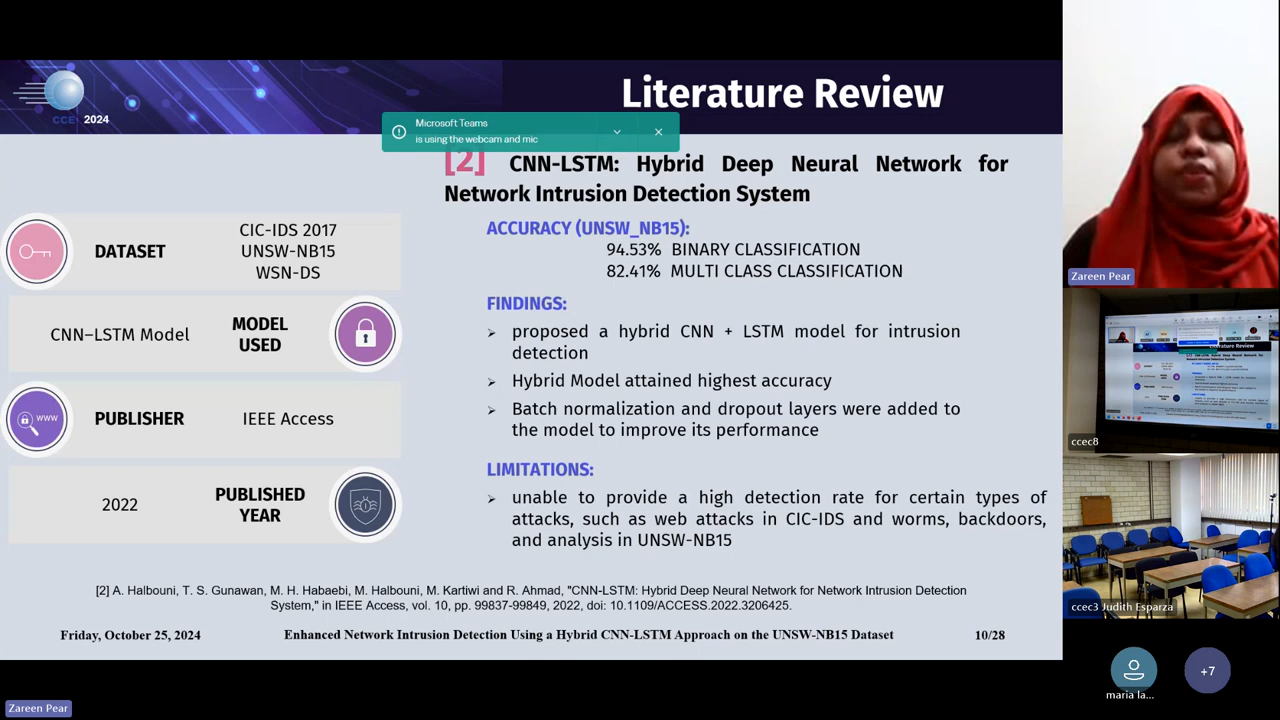 Literature Review
CCE 2024
Microsoft Teams
is using the webcam and mic
[2] CNN-LSTM: Hybrid Deep Neural Network for
Network Intrusion Detection System
DATASET
CIC-IDS 2017
UNSW-NB15
WSN-DS
CNN–LSTM Model
MODEL
USED
www
PUBLISHER
IEEE Access
2022
PUBLISHED
YEAR
ACCURACY (UNSW_NB15):
94.53% BINARY CLASSIFICATION
82.41% MULTI CLASS CLASSIFICATION
FINDINGS:
proposed a hybrid CNN + LSTM model for intrusion
detection
Hybrid Model attained highest accuracy
Batch normalization and dropout layers were added to
the model to improve its performance
LIMITATIONS:
unable to provide a high detection rate for certain types of
attacks, such as web attacks in CIC-IDS and worms, backdoors,
and analysis in UNSW-NB15
[2] A. Halbouni, T. S. Gunawan, M. H. Habaebi, M. Halbouni, M. Kartiwi and R. Ahmad, "CNN-LSTM: Hybrid Deep Neural Network for Network Intrusion Detection
System," in IEEE Access, vol. 10, pp. 99837-99849, 2022, doi: 10.1109/ACCESS.2022.3206425.
Friday, October 25, 2024
Enhanced Network Intrusion Detection Using a Hybrid CNN-LSTM Approach on the UNSW-NB15 Dataset
10/28
Zareen Pear
Zareen Pear
Literature Review
ccec8
ccec3 Judith Esparza
maria la...
+7